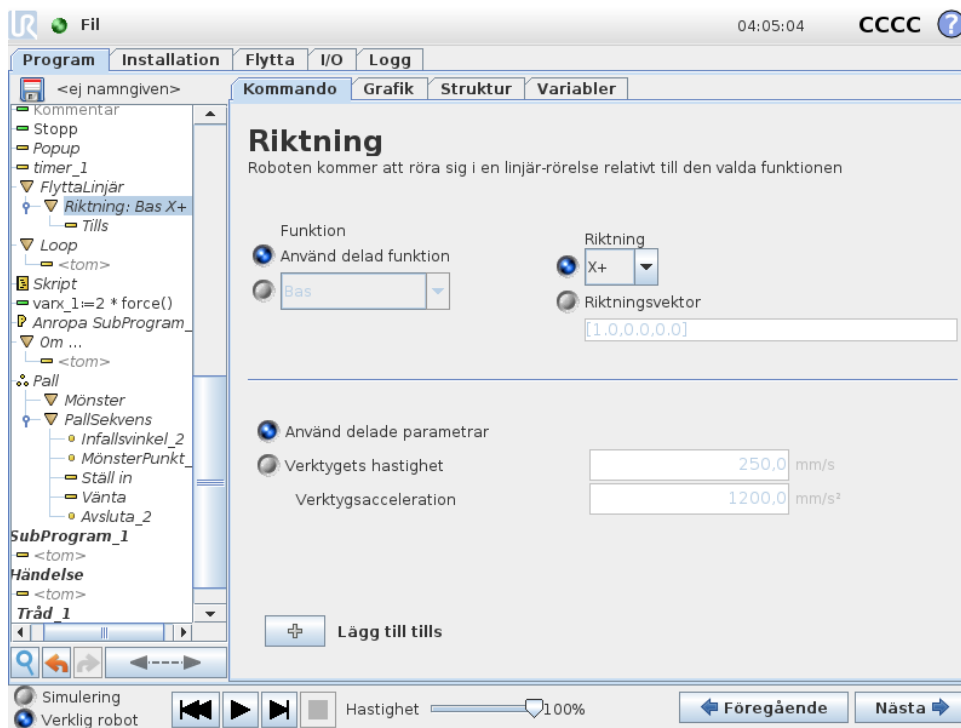 UR Fil 04:05:04 CCCC ?
Program Installation Flytta I/O Logg
<ej namngiven>
Kommando Grafik Struktur Variabler
Kommentar
Stopp
Popup
timer_1
FlyttaLinjär
Riktning: Bas X+
Tills
Loop
<tom>
Skript
varx_1:=2 * force()
Anropa SubProgram_
0m ...
<tom>
Pall
Mönster
PallSekvens
Infallsvinkel_2
MönsterPunkt_
Ställ in
Vänta
Avsluta_2
SubProgram_1
<tom>
Händelse
<tom>
Tråd_1
Riktning
Roboten kommer att röra sig i en linjär-rörelse relativt till den valda funktionen
Funktion
Använd delad funktion
Bas
Riktning
X+
Riktningsvektor
[1.0,0.0,0.0]
Använd delade parametrar
Verktygets hastighet 250,0 mm/s
Verktygsacceleration 1200,0 mm/s²
Lägg till tills
Simulering
Verklig robot
Hastighet 100%
Föregående Nästa